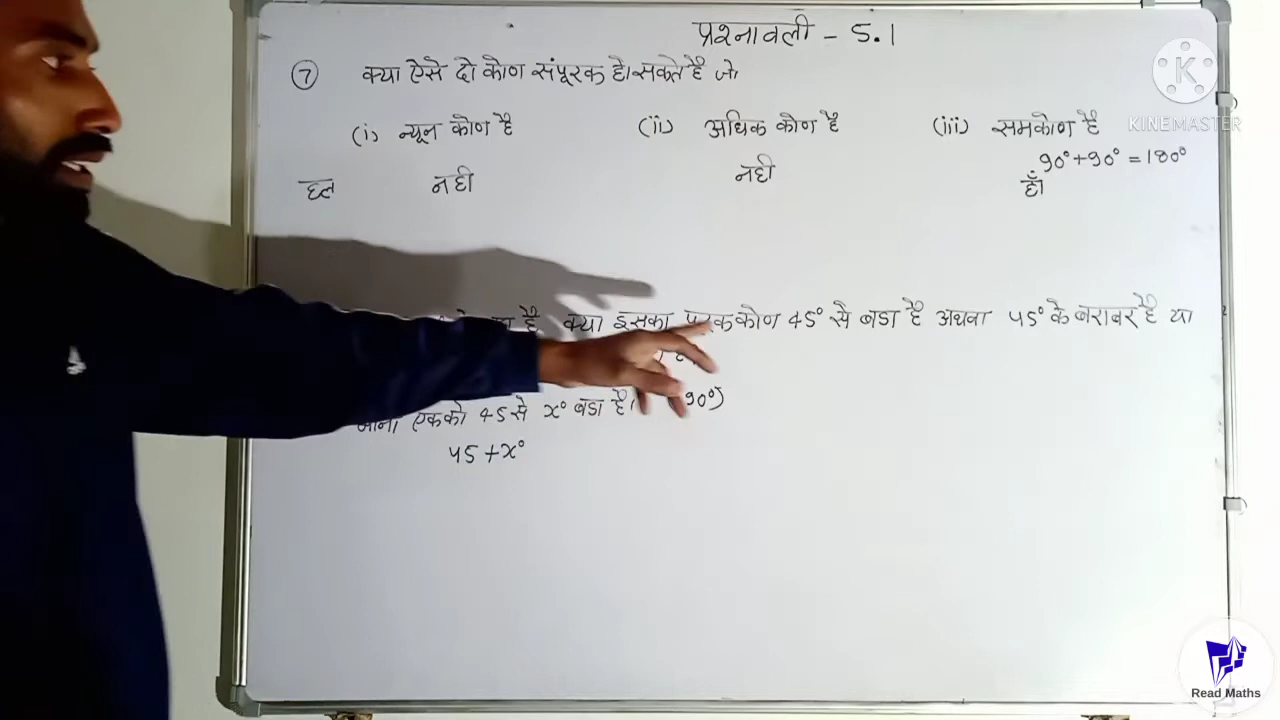 प्रश्नावली - 5.1
⑦ क्या ऐसे दो कोण संपूरक हो सकते है जो
(i) न्यून कोण है (ii) अधिक कोण है (iii) समकोण है
90° + 90° = 180°
हल नही नही हाँ
है क्या इसका पूरक कोण 45° से बडा है अथवा 45° के बराबर है या
माना एक को 45 से x° बडा है। 90°)
45 + x°
KINEMASTER
Read Maths